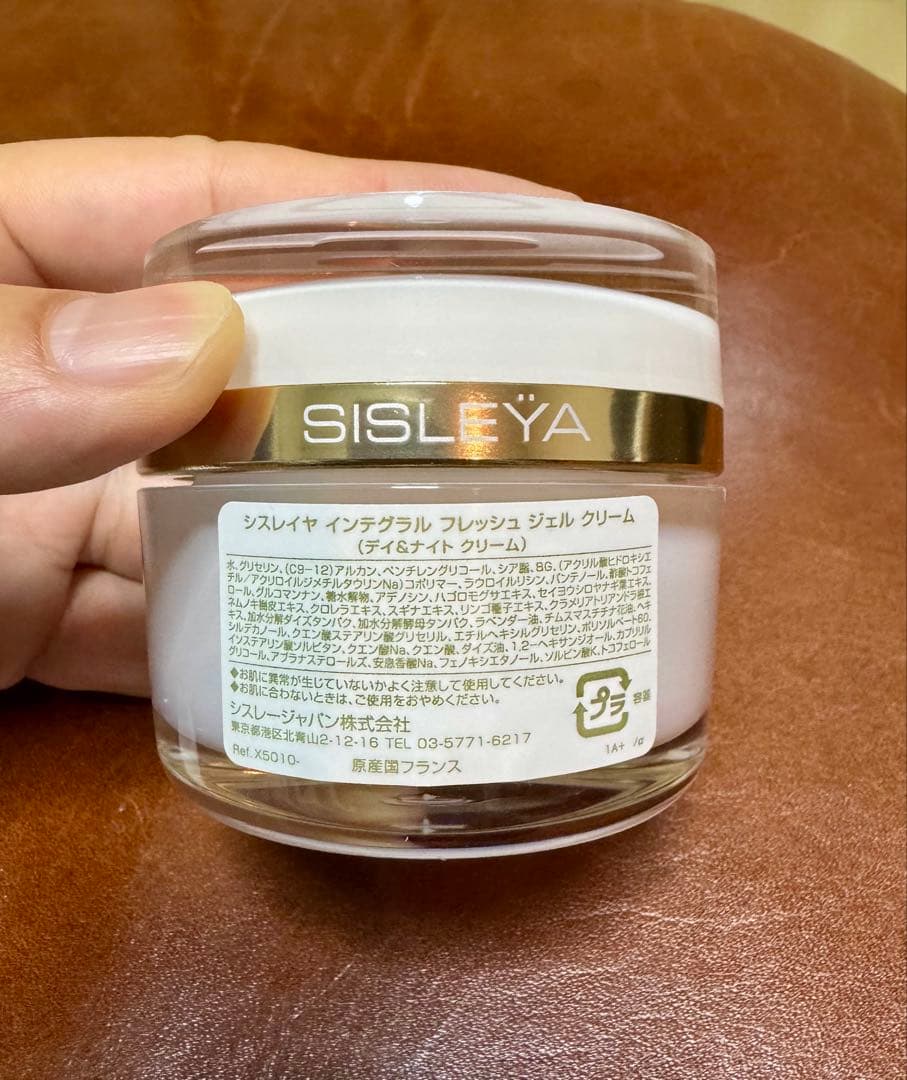 SISLEŸA
シスレイヤ インテグラル フレッシュ ジェル クリーム
(デイ&ナイト クリーム)
水、グリセリン、(C9-12)アルカン、ペンチレングリコール、シア脂、BG、(アクリル酸ヒドロキシエ
チル/アクリロイルジメチルタウリンNa)コポリマー、ラウロイルリシン、パンテノール、酢酸トコフェ
ロール、グルコマンナン、糖水解物、アデノシン、ハゴロモグサエキス、セイヨウシロヤナギ葉エキス、
ネムノキ樹皮エキス、クロレラエキス、スギナエキス、リンゴ種子エキス、クラメリアトリアンドラ根エ
キス、加水分解ダイズタンパク、加水分解酵母タンパク、ラベンダー油、チムスマスチチナ花油、ヘキ
シルデカノール、クエン酸ステアリン酸グリセリル、エチルヘキシルグリセリン、ポリソルベート60、
イソステアリン酸ソルビタン、クエン酸Na、クエン酸、ダイズ油、1,2-ヘキサンジオール、カプリリル
グリコール、アブラナステロールズ、安息香酸Na、フェノキシエタノール、ソルビン酸K、トコフェロール
◆お肌に異常が生じていないかよく注意して使用してください。
◆お肌に合わないときは、ご使用をおやめください。
シスレージャパン株式会社
東京都港区北青山2-12-16 TEL 03-5771-6217
Ref. X5010-
原産国フランス
プラ
容器
1A+ /α